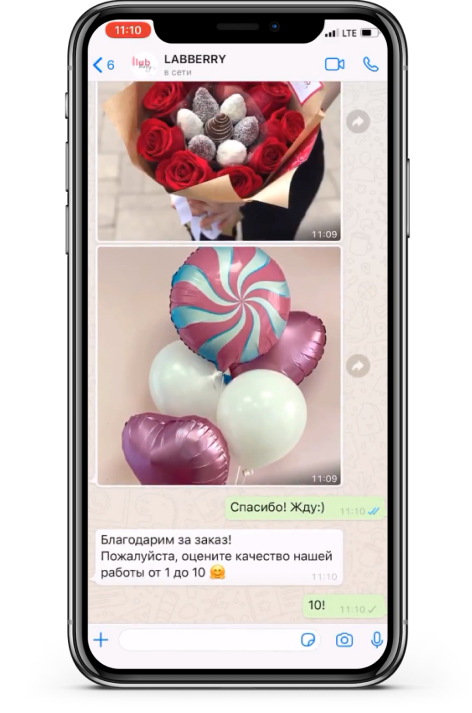 11:10
LTE
6
LABBERRY
в сети
11:09
11:09
Спасибо! Жду:)
11:10
Благодарим за заказ!
Пожалуйста, оцените качество нашей
работы от 1 до 10 🤗
11:10
10!
11:10